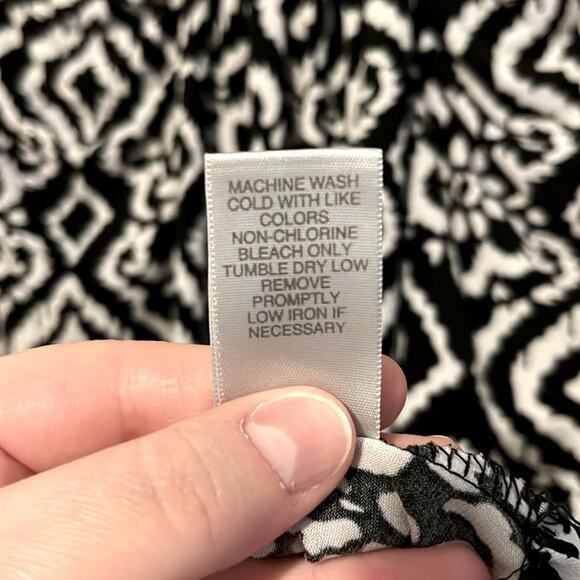 MACHINE WASH
COLD WITH LIKE
COLORS
NON-CHLORINE
BLEACH ONLY
TUMBLE DRY LOW
REMOVE
PROMPTLY
LOW IRON IF
NECESSARY